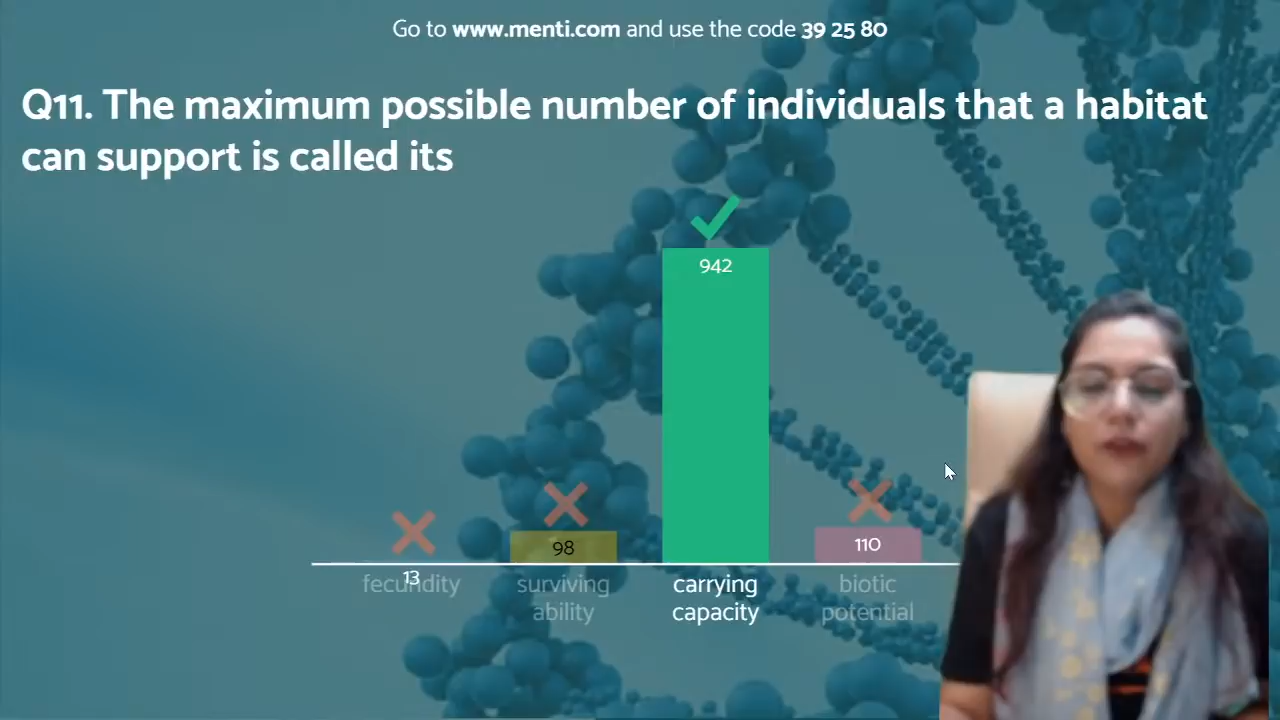 Go to www.menti.com and use the code 39 25 80
Q11. The maximum possible number of individuals that a habitat
can support is called its
942
98
110
13
fecundity
surviving
ability
carrying
capacity
biotic
potential